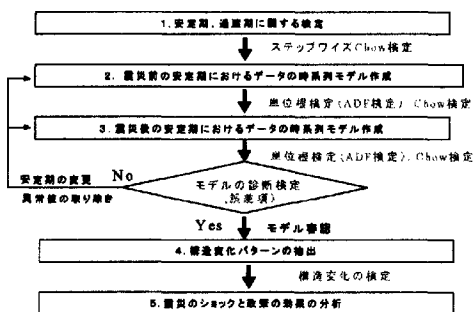 1. 安定期、過渡期に関する検定
ステップワイズChow検定
2. 震災前の安定期におけるデータの時系列モデル作成
単位根検定(ADF検定), Chow検定
3. 震災後の安定期におけるデータの時系列モデル作成
単位根検定(ADF検定), Chow検定
安定期の変更
No
異常値の取り除き
モデルの診断検定
(誤差項)
Yes
モデル容認
4. 構造変化パターンの抽出
構造変化の検定
5. 震災のショックと政策の効果の分析